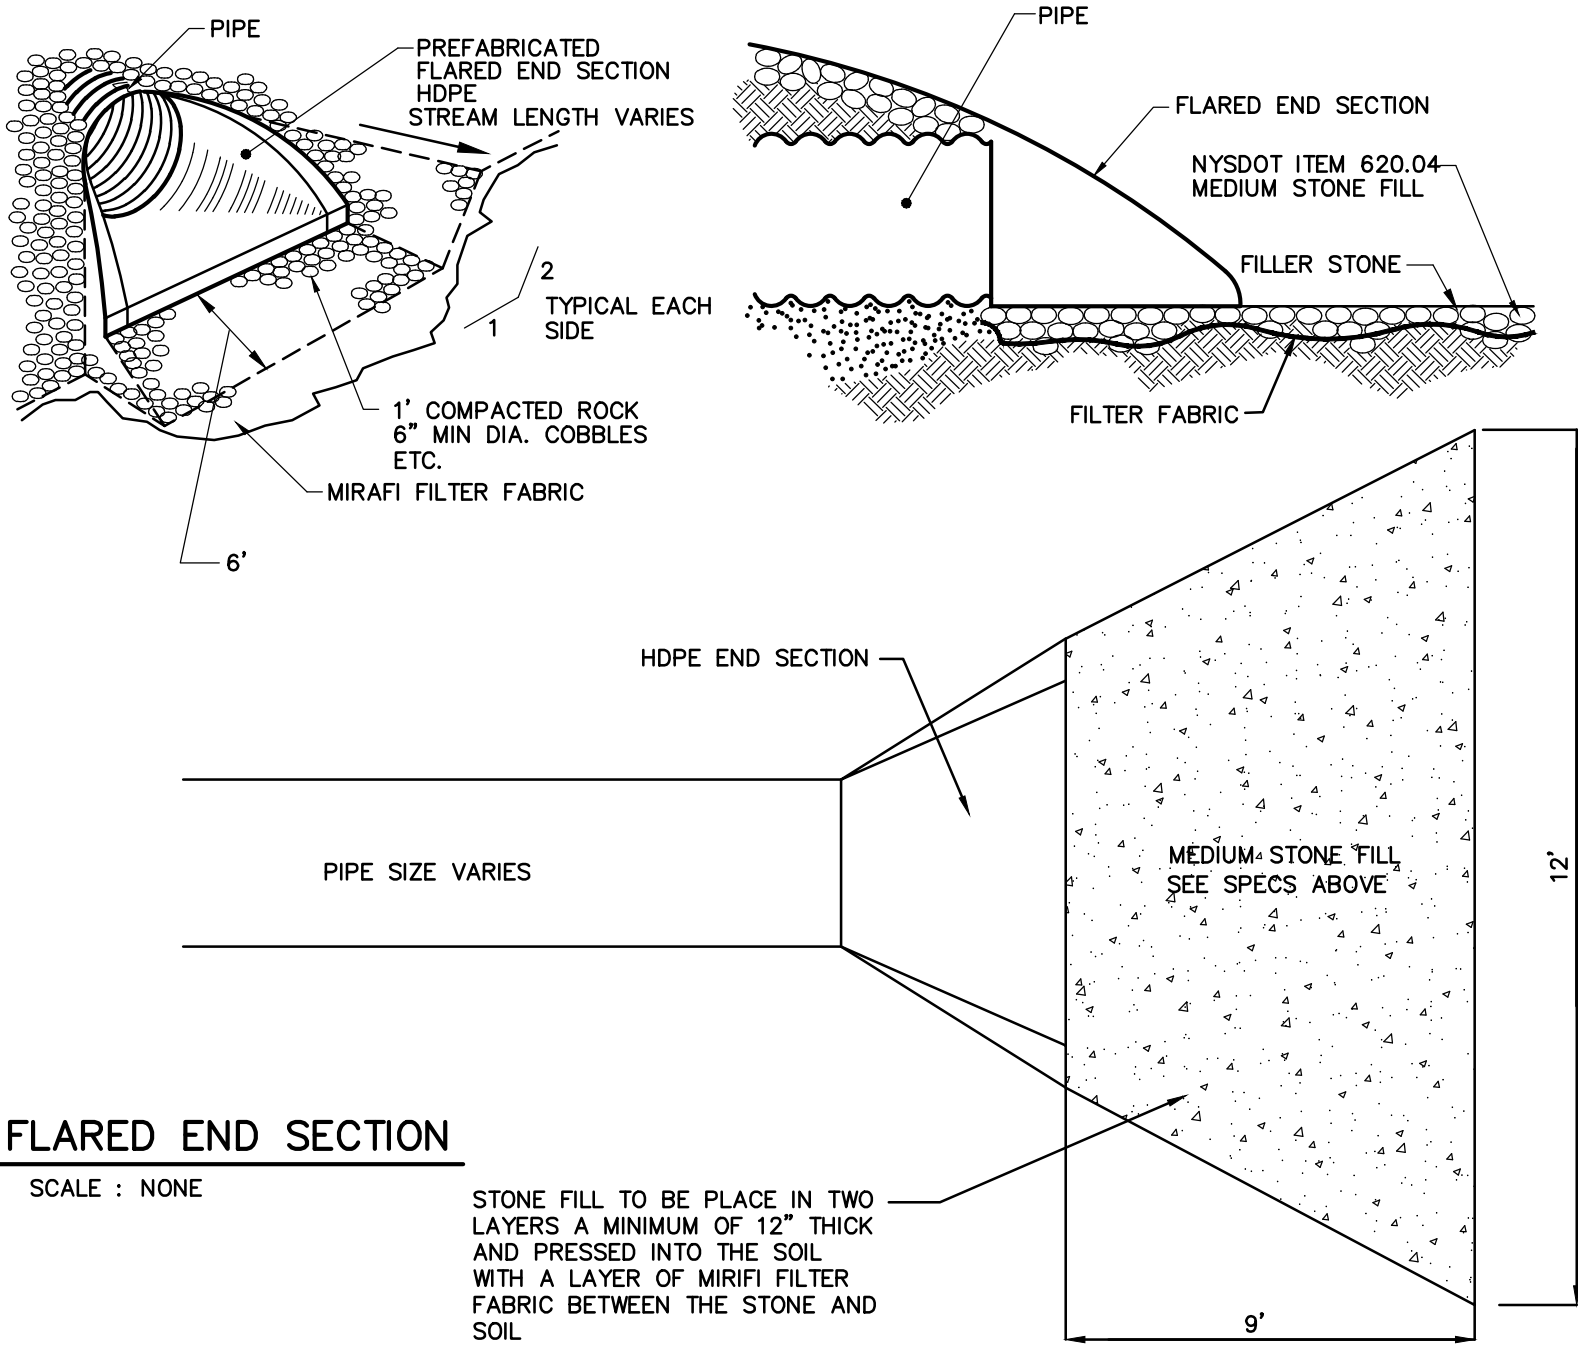 PIPE
PREFABRICATED
FLARED END SECTION
HDPE
STREAM LENGTH VARIES
2
1
TYPICAL EACH
SIDE
1' COMPACTED ROCK
6" MIN DIA. COBBLES
ETC.
MIRAFI FILTER FABRIC
6'
PIPE
FLARED END SECTION
NYSDOT ITEM 620.04
MEDIUM STONE FILL
FILLER STONE
FILTER FABRIC
HDPE END SECTION
PIPE SIZE VARIES
MEDIUM STONE FILL
SEE SPECS ABOVE
12'
9'
STONE FILL TO BE PLACE IN TWO
LAYERS A MINIMUM OF 12" THICK
AND PRESSED INTO THE SOIL
WITH A LAYER OF MIRIFI FILTER
FABRIC BETWEEN THE STONE AND
SOIL
FLARED END SECTION
SCALE : NONE